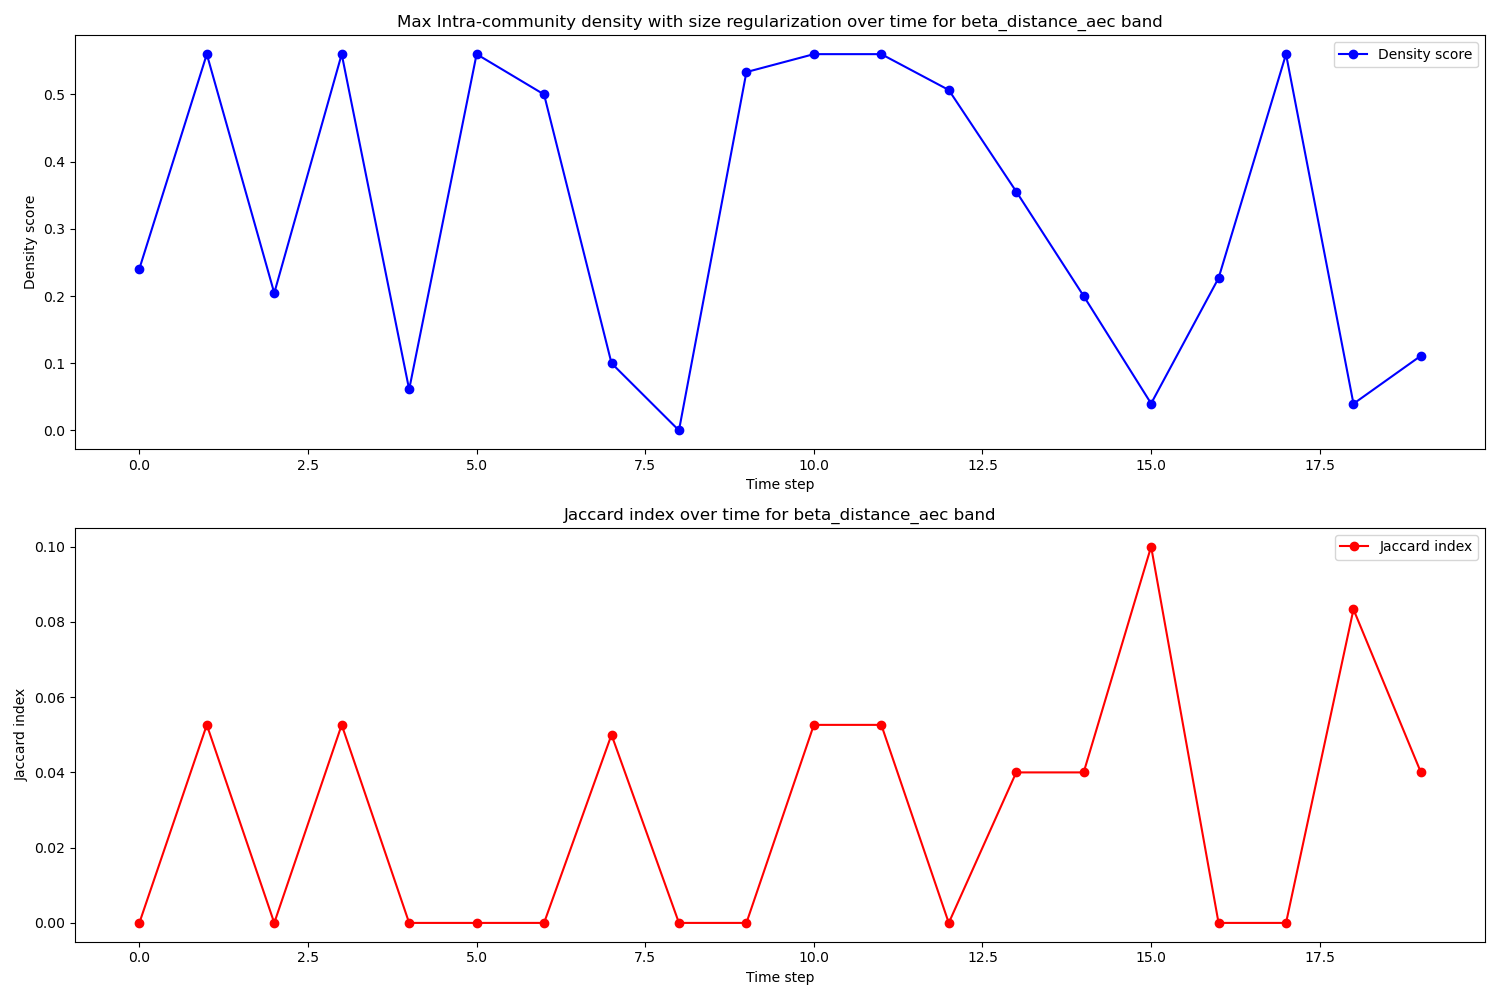 Max Intra-community density with size regularization over time for beta_distance_aec band
Density score
0.5
0.4
0.3
0.2
0.1
0.0
Density score
0.0 2.5 5.0 7.5 10.0 12.5 15.0 17.5
Time step
Jaccard index over time for beta_distance_aec band
Jaccard index
0.10
0.08
0.06
0.04
0.02
0.00
Jaccard index
0.0 2.5 5.0 7.5 10.0 12.5 15.0 17.5
Time step